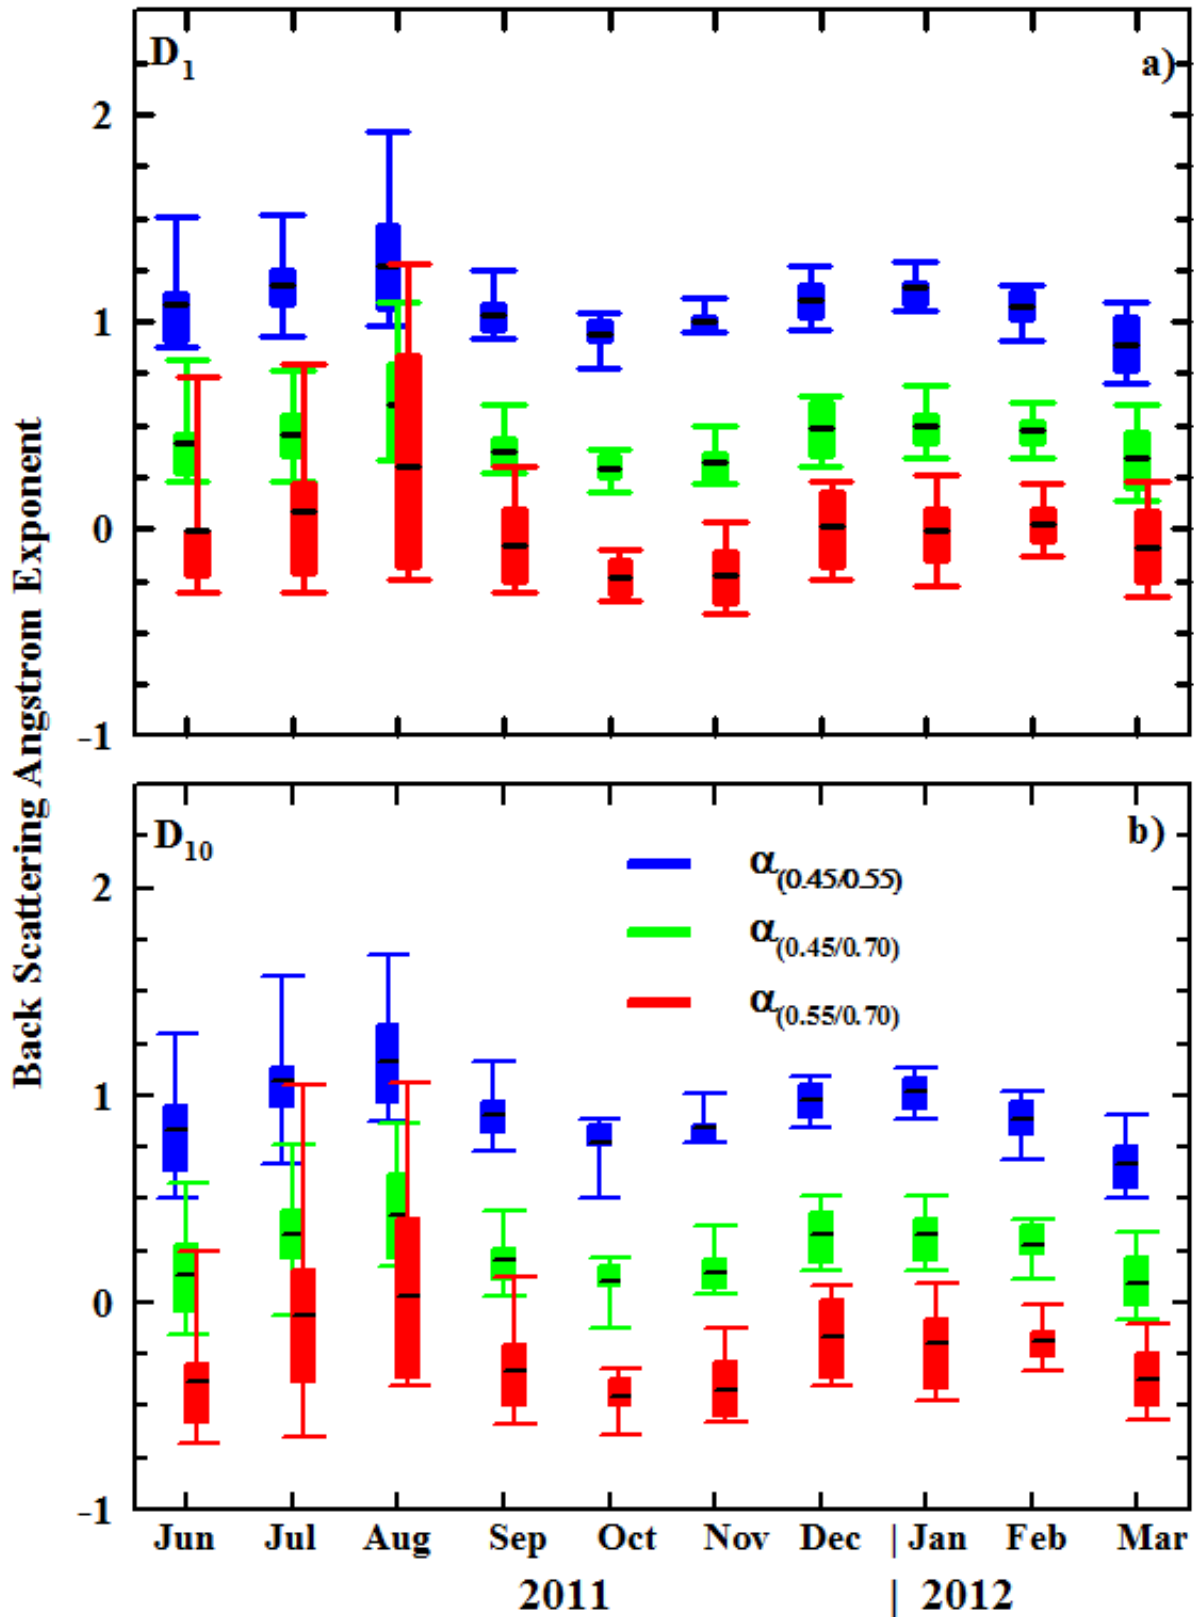 Back Scattering Angstrom Exponent
D1 a)
2
1
0
-1
D10 b)
α(0.45/0.55)
α(0.45/0.70)
α(0.55/0.70)
2
1
0
-1
Jun Jul Aug Sep Oct Nov Dec | Jan Feb Mar
2011 | 2012